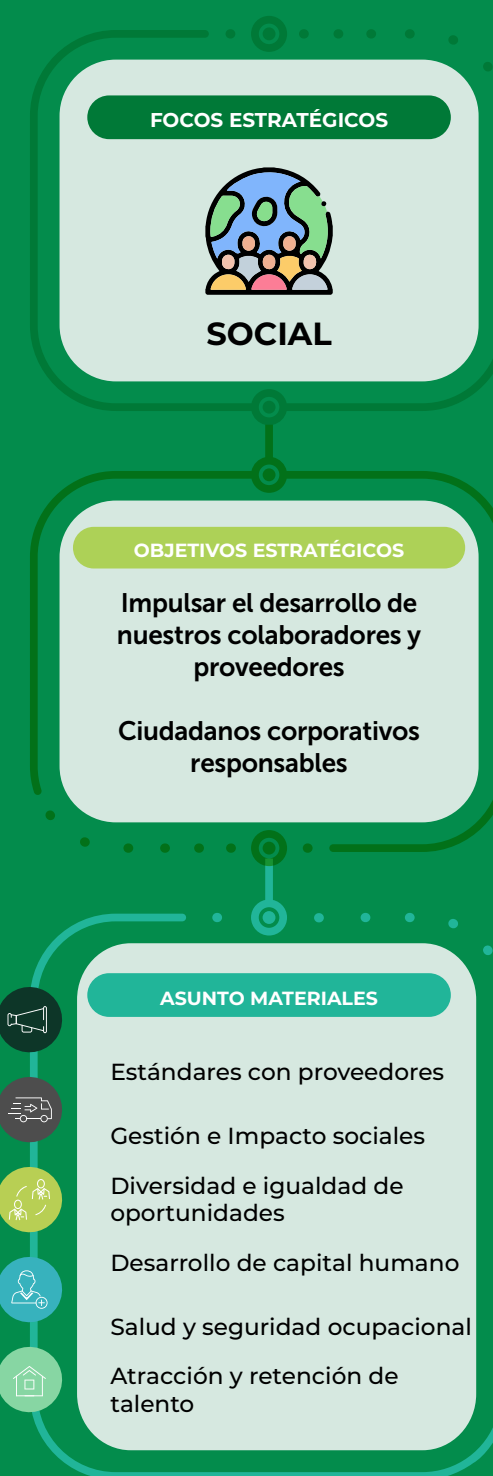 FOCOS ESTRATÉGICOS
SOCIAL
OBJETIVOS ESTRATÉGICOS
Impulsar el desarrollo de
nuestros colaboradores y
proveedores
Ciudadanos corporativos
responsables
ASUNTO MATERIALES
Estándares con proveedores
Gestión e Impacto sociales
Diversidad e igualdad de
oportunidades
Desarrollo de capital humano
Salud y seguridad ocupacional
Atracción y retención de
talento